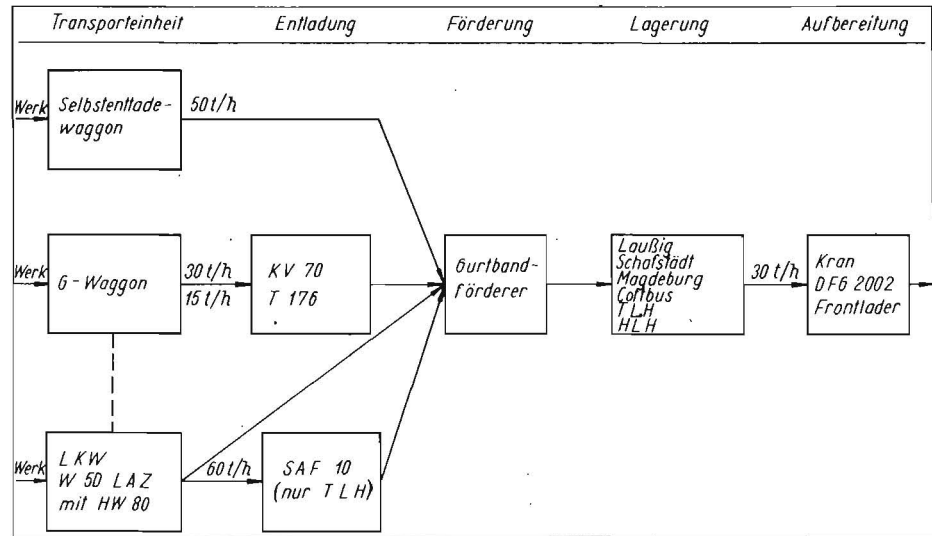 Transporteinheit Entladung Förderung Lagerung Aufbereitung
Werk
Selbstentlade-
waggon
50 t/h
Werk
G-Waggon
30 t/h
15 t/h
KV 70
T 176
Gurtband-
förderer
Laußig
Schafstädt
Magdeburg
Cottbus
TLH
HLH
30 t/h
Kran
DFG 2002
Frontlader
Werk
LKW
W 50 LAZ
mit HW 80
60 t/h
SAF 10
(nur TLH)